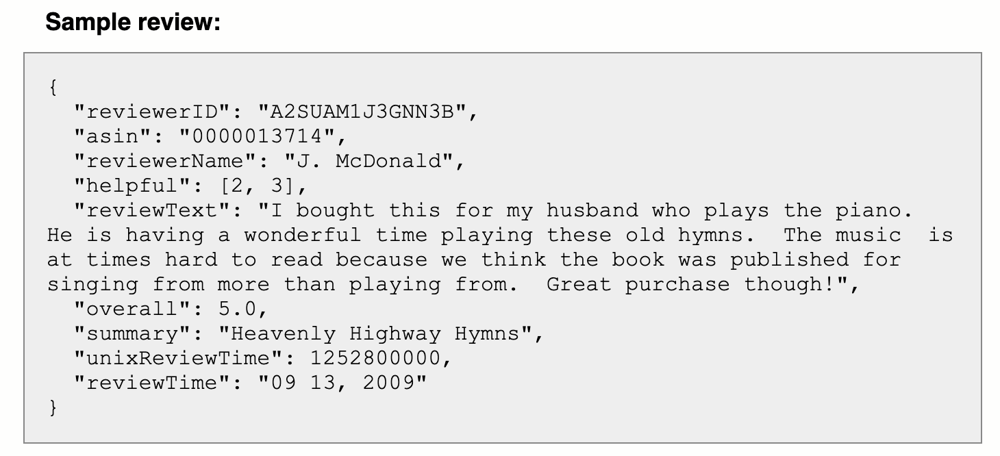 Sample review:
{
  "reviewerID": "A2SUAM1J3GNN3B",
  "asin": "0000013714",
  "reviewerName": "J. McDonald",
  "helpful": [2, 3],
  "reviewText": "I bought this for my husband who plays the piano.
He is having a wonderful time playing these old hymns.  The music  is
at times hard to read because we think the book was published for
singing from more than playing from.  Great purchase though!",
  "overall": 5.0,
  "summary": "Heavenly Highway Hymns",
  "unixReviewTime": 1252800000,
  "reviewTime": "09 13, 2009"
}